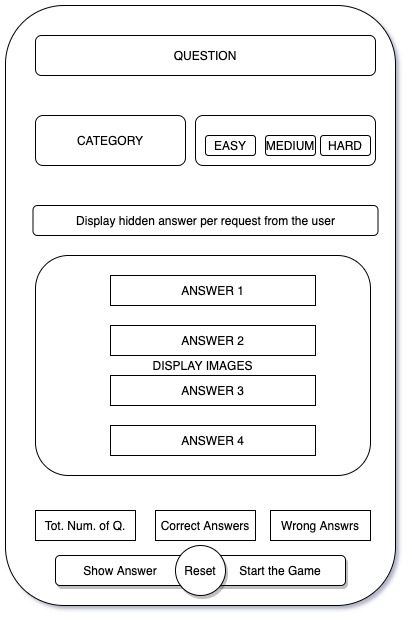 QUESTION
CATEGORY
EASY MEDIUM HARD
Display hidden answer per request from the user
ANSWER 1
ANSWER 2
DISPLAY IMAGES
ANSWER 3
ANSWER 4
Tot. Num. of Q. Correct Answers Wrong Answrs
Show Answer Reset Start the Game